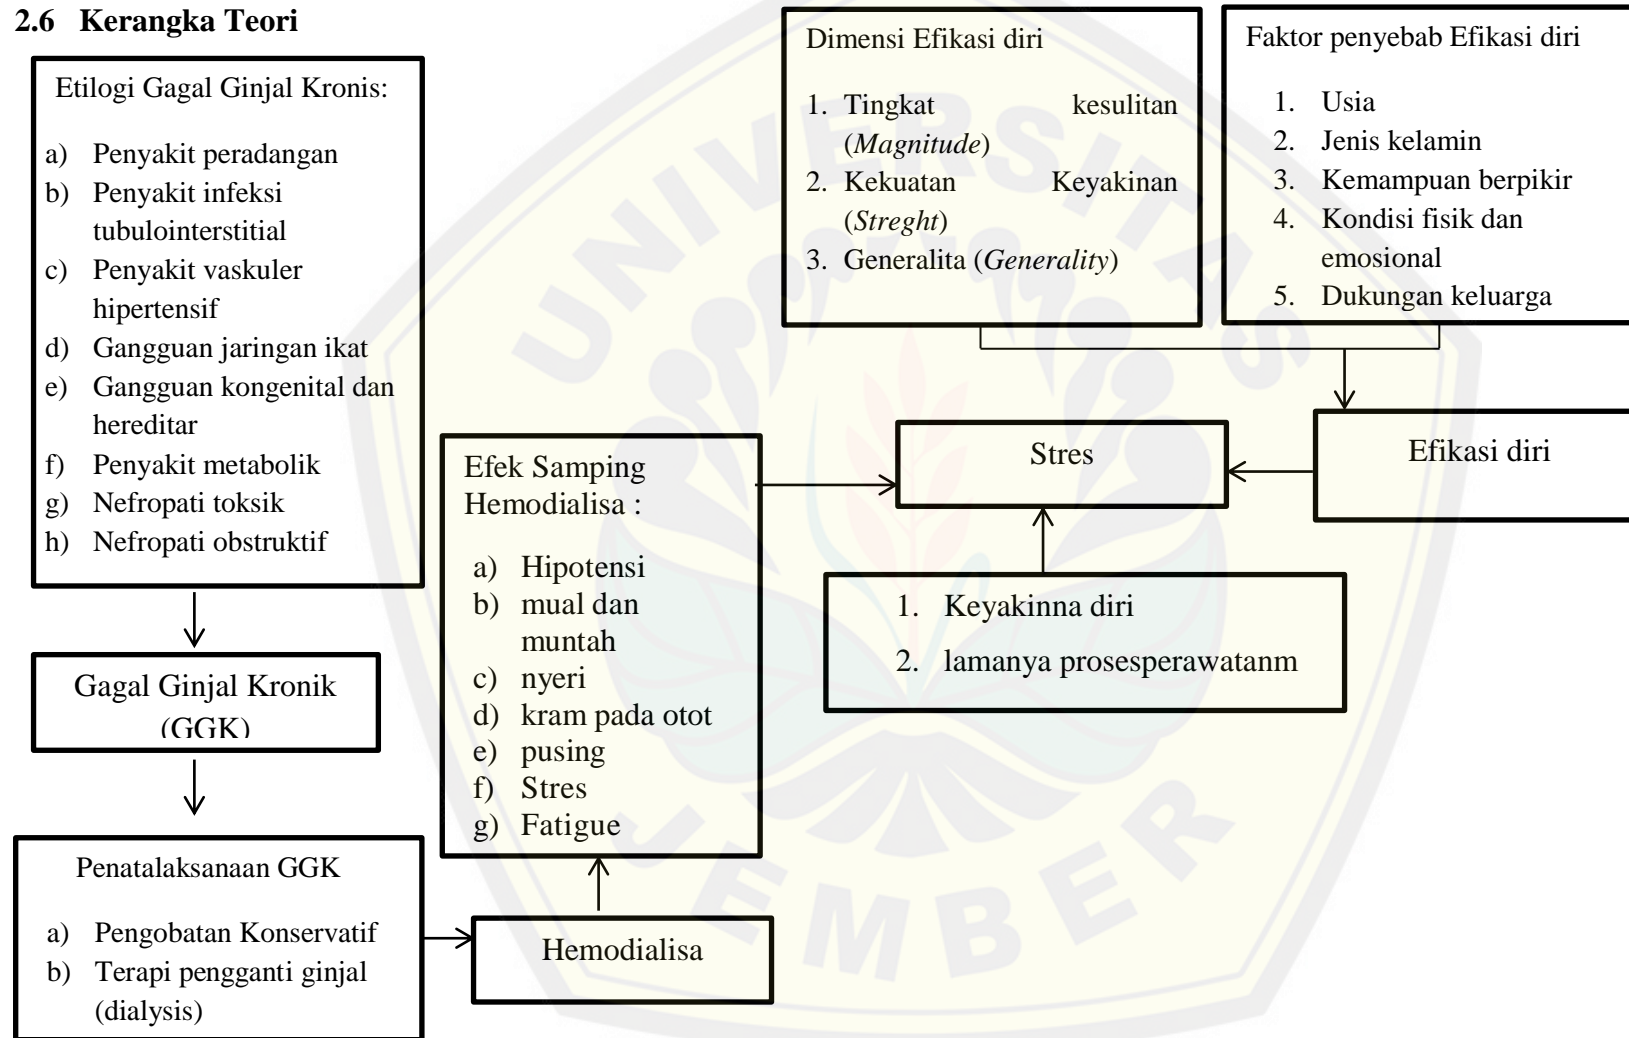 2.6 Kerangka Teori
Etilogi Gagal Ginjal Kronis:
a) Penyakit peradangan
b) Penyakit infeksi
tubulointerstitial
c) Penyakit vaskuler
hipertensif
d) Gangguan jaringan ikat
e) Gangguan kongenital dan
hereditar
f) Penyakit metabolik
g) Nefropati toksik
h) Nefropati obstruktif
Gagal Ginjal Kronik
(GGK)
Penatalaksanaan GGK
a) Pengobatan Konservatif
b) Terapi pengganti ginjal
(dialysis)
Hemodialisa
Efek Samping
Hemodialisa :
a) Hipotensi
b) mual dan
muntah
c) nyeri
d) kram pada otot
e) pusing
f) Stres
g) Fatigue
Dimensi Efikasi diri
1. Tingkat kesulitan
(Magnitude)
2. Kekuatan Keyakinan
(Streght)
3. Generalita (Generality)
Faktor penyebab Efikasi diri
1. Usia
2. Jenis kelamin
3. Kemampuan berpikir
4. Kondisi fisik dan
emosional
5. Dukungan keluarga
Stres
Efikasi diri
1. Keyakinna diri
2. lamanya prosesperawatanm
UNIVERSITAS
JEMBER